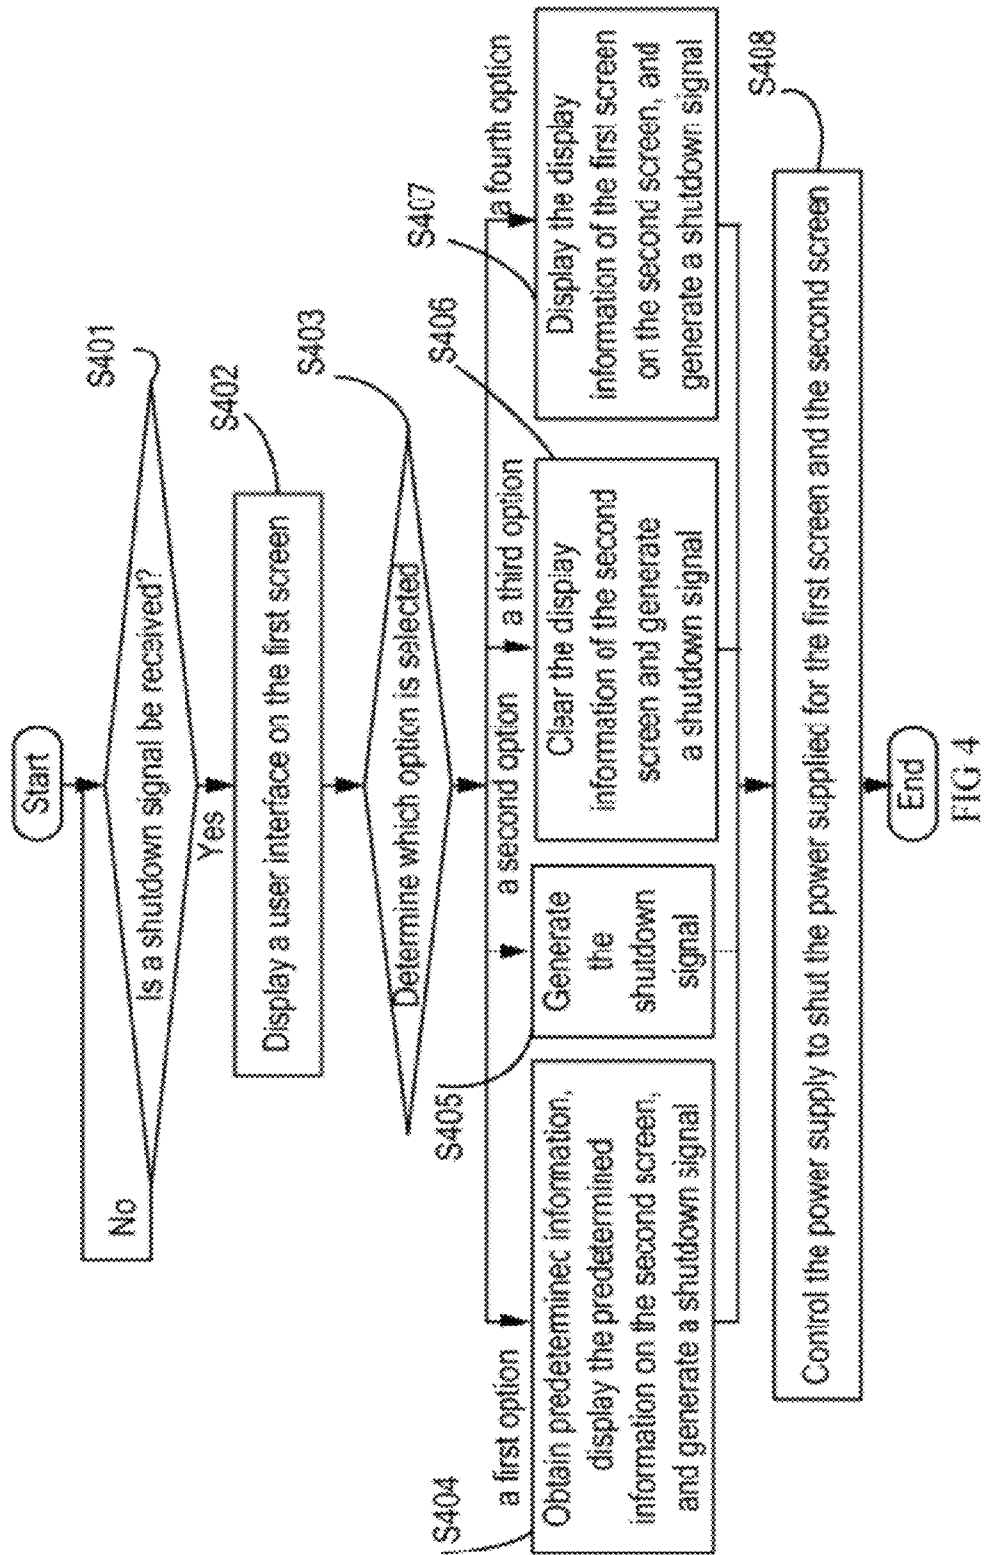 Start
S401
Is a shutdown signal be received?
No
Yes
S402
Display a user interface on the first screen
S403
Determine which option is selected
a first option
a second option
a third option
a fourth option
S404
Obtain predeterminec information,
display the predetermined
information on the second screen,
and generate a shutdown signal
S405
Generate
the
shutdown
signal
S406
Clear the display
information of the second
screen and generate
a shutdown signal
S407
Display the display
information of the first screen
on the second screen, and
generate a shutdown signal
S408
Control the power supply to shut the power supplied for the first screen and the second screen
End
FIG 4